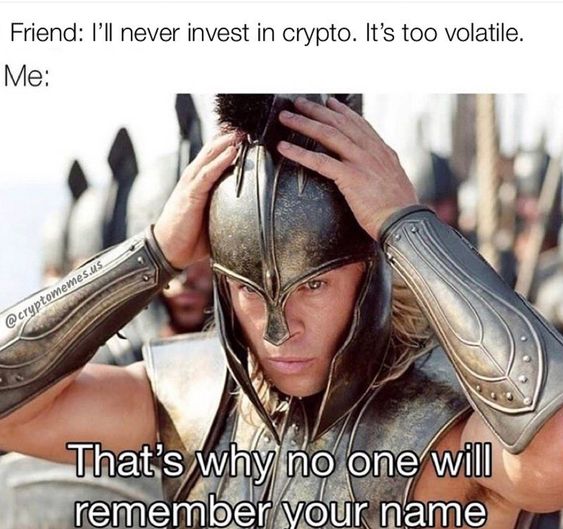 Friend: I’ll never invest in crypto. It’s too volatile.
Me:
@cryptomemes.us
That's why no one will
remember your name